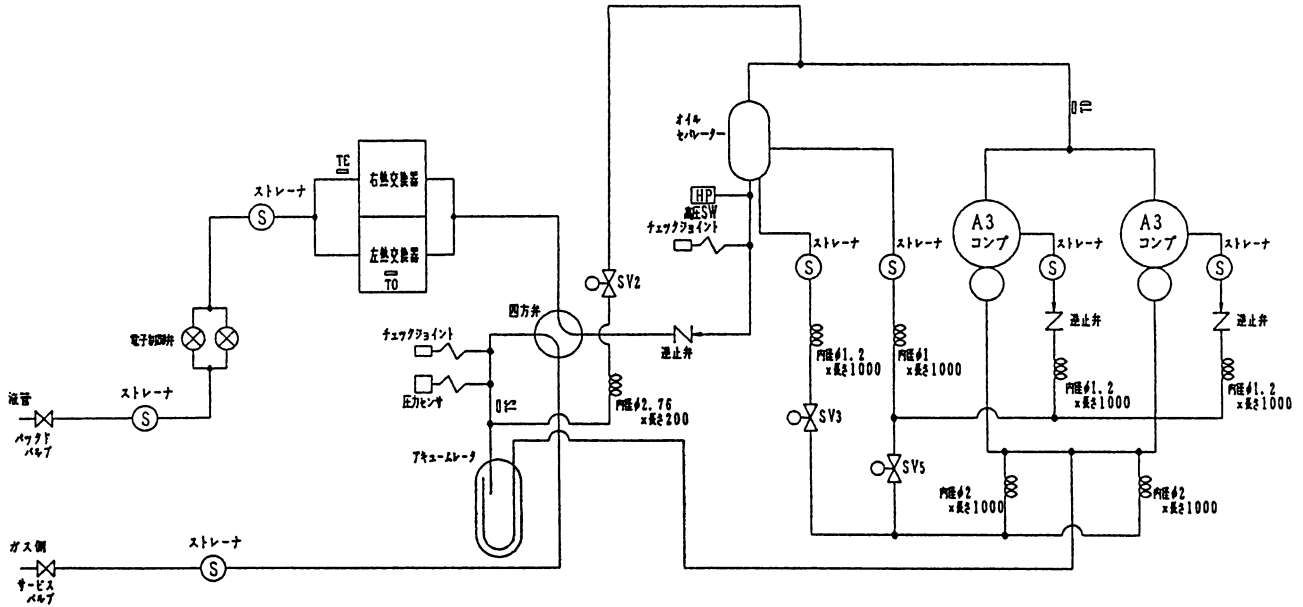 TD
オイル
セパレーター
TE
右熱交換器
ストレーナ
S
左熱交換器
TO
HP
高圧SW
チェックジョイント
ストレーナ
S
ストレーナ
S
A3
コンプ
A3
コンプ
ストレーナ
S
ストレーナ
S
SV2
四方弁
逆止弁
逆止弁
逆止弁
チェックジョイント
圧力センサ
TS
内径φ2.76
x長さ200
内径φ1.2
x長さ1000
内径φ1
x長さ1000
内径φ1.2
x長さ1000
内径φ1.2
x長さ1000
液管
パックド
バルブ
ストレーナ
S
SV3
SV5
アキュームレータ
内径φ2
x長さ1000
内径φ2
x長さ1000
ガス側
サービス
バルブ
ストレーナ
S